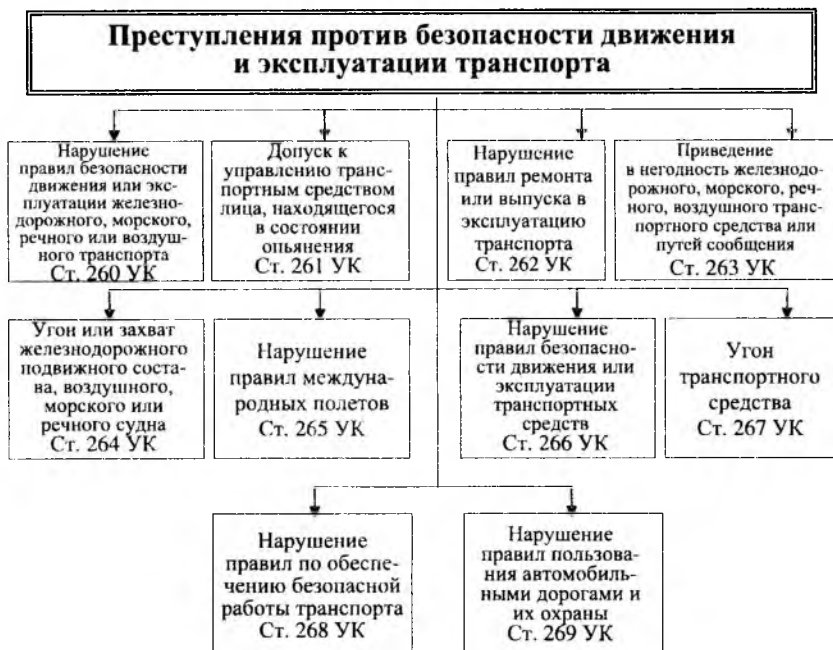 Преступления против безопасности движения
и эксплуатации транспорта
Нарушение
правил безопасности
движения или экс-
плуатации железно-
дорожного, морского,
речного или воздуш-
ного транспорта
Ст. 260 УК
Допуск к
управлению транс-
портным средством
лица, находящегося
в состоянии
опьянения
Ст. 261 УК
Нарушение
правил ремонта
или выпуска в
эксплуатацию
транспорта
Ст. 262 УК
Приведение
в негодность железнодо-
рожного, морского, реч-
ного, воздушного транс-
портного средства или
путей сообщения
Ст. 263 УК
Угон или захват
железнодорожного
подвижного соста-
ва, воздушного,
морского или
речного судна
Ст. 264 УК
Нарушение
правил междуна-
родных полетов
Ст. 265 УК
Нарушение
правил безопасно-
сти движения или
эксплуатации
транспортных
средств
Ст. 266 УК
Угон
транспортного
средства
Ст. 267 УК
Нарушение
правил по обеспе-
чению безопасной
работы транспорта
Ст. 268 УК
Нарушение
правил пользова-
ния автомобиль-
ными дорогами и
их охраны
Ст. 269 УК